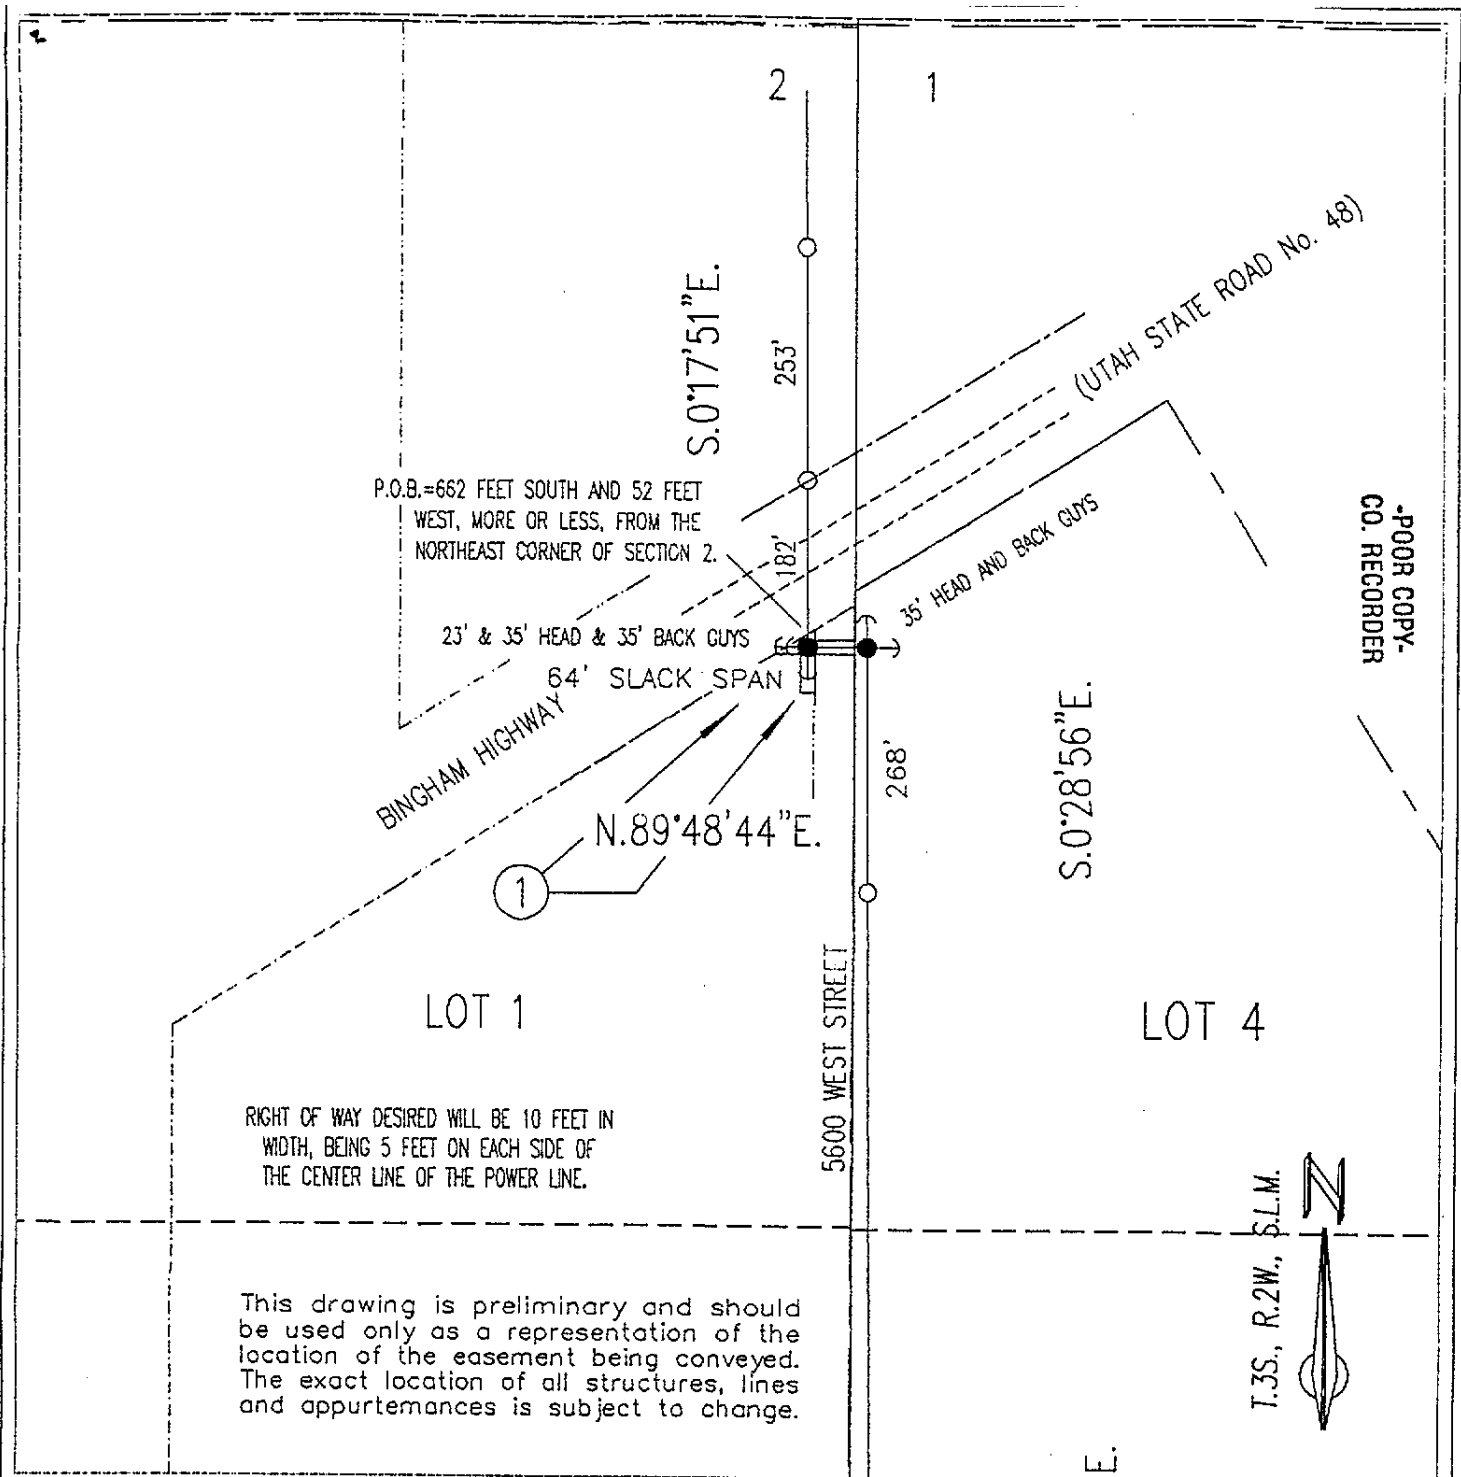 2
1
(UTAH STATE ROAD No. 48)
S.0°17'51"E.
253'
P.O.B.=662 FEET SOUTH AND 52 FEET
WEST, MORE OR LESS, FROM THE
NORTHEAST CORNER OF SECTION 2.
182'
35' HEAD AND BACK GUYS
-POOR COPY-
CO. RECORDER
23' & 35' HEAD & 35' BACK GUYS
64' SLACK SPAN
BINGHAM HIGHWAY
268'
S.0°28'56"E.
N.89°48'44"E.
1
LOT 1
5600 WEST STREET
LOT 4
RIGHT OF WAY DESIRED WILL BE 10 FEET IN
WIDTH, BEING 5 FEET ON EACH SIDE OF
THE CENTER LINE OF THE POWER LINE.
N
T.3S., R.2W., S.L.M.
This drawing is preliminary and should
be used only as a representation of the
location of the easement being conveyed.
The exact location of all structures, lines
and appurtemances is subject to change.
E.